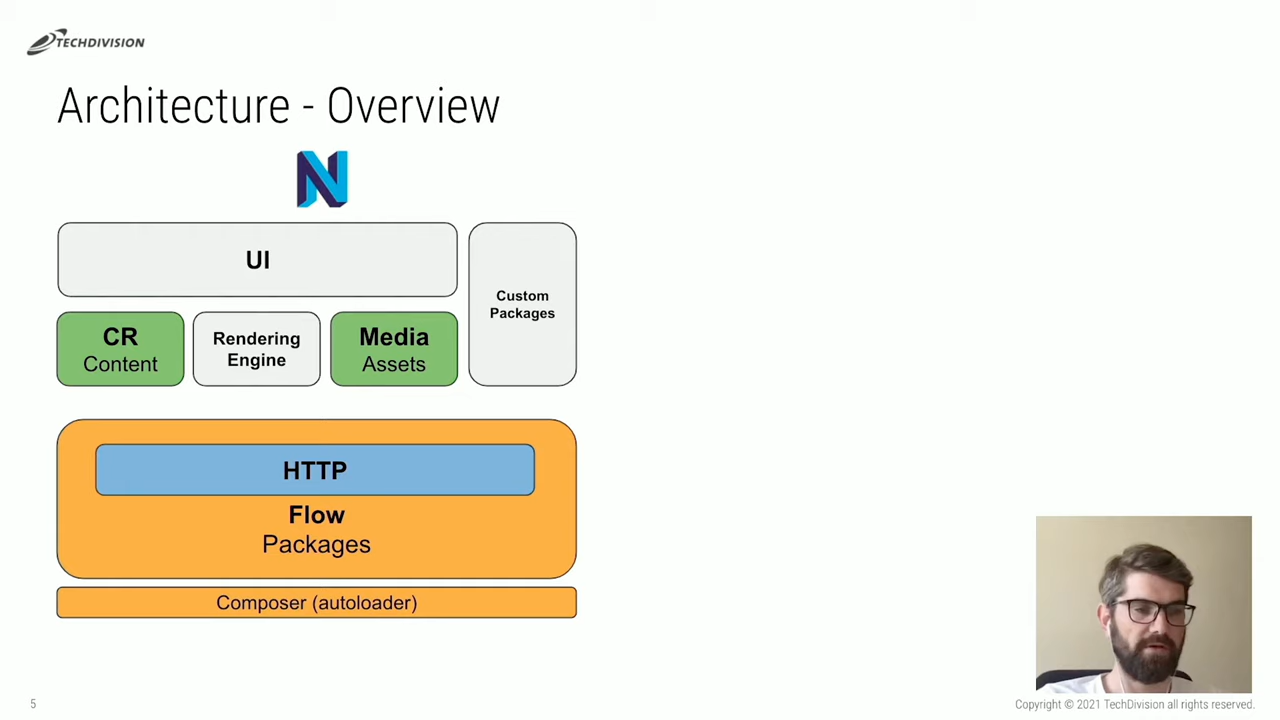 TECHDIVISION
Architecture - Overview
UI
Custom
Packages
CR
Content
Rendering
Engine
Media
Assets
HTTP
Flow
Packages
Composer (autoloader)
5
Copyright © 2021 TechDivision all rights reserved.